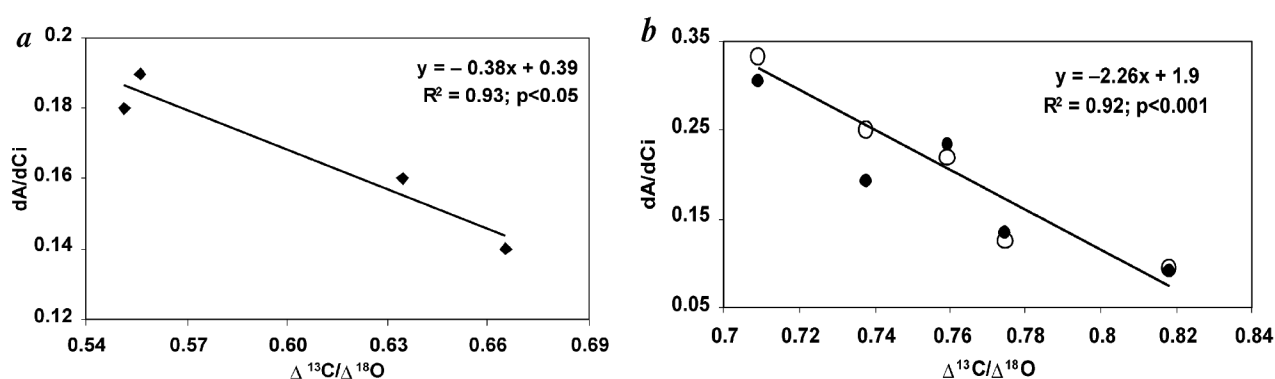 a
y = – 0.38x + 0.39
R² = 0.93; p<0.05
dA/dCi
0.2
0.18
0.16
0.14
0.12
0.54 0.57 0.60 0.63 0.66 0.69
Δ ¹³C/Δ¹⁸O
b
y = –2.26x + 1.9
R² = 0.92; p<0.001
dA/dCi
0.35
0.25
0.15
0.05
0.7 0.72 0.74 0.76 0.78 0.8 0.82 0.84
Δ ¹³C/Δ¹⁸O